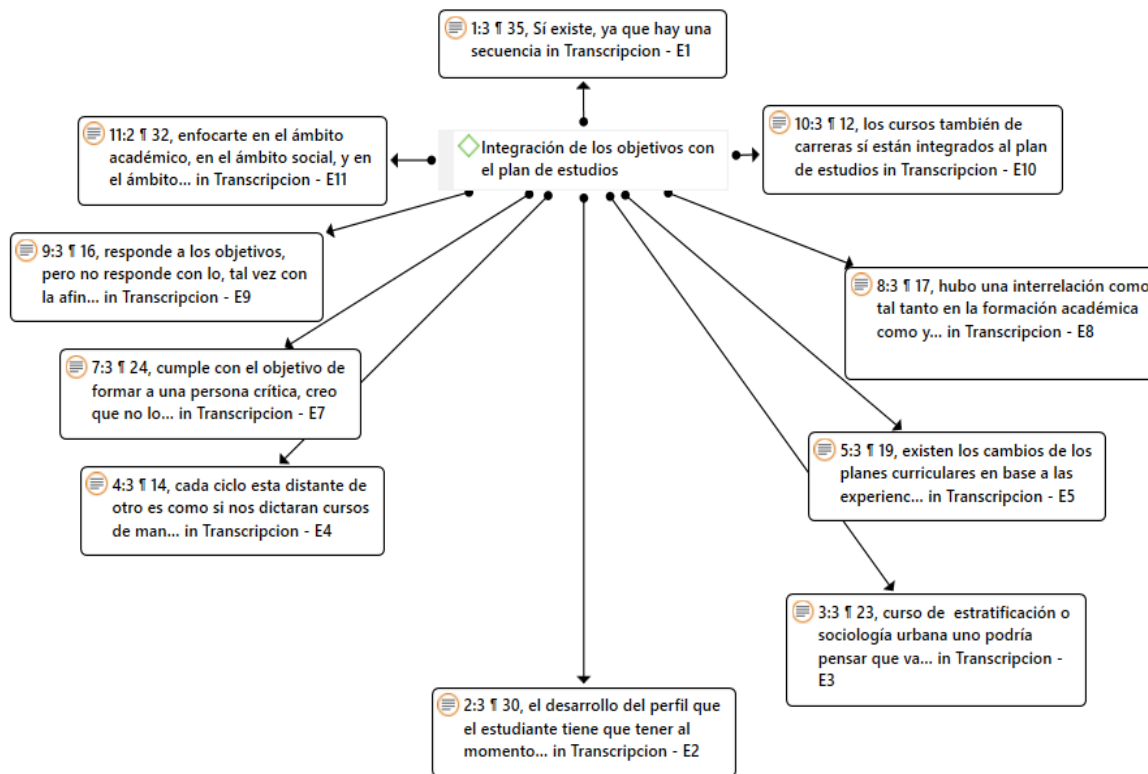 1:3 ¶ 35, Sí existe, ya que hay una
secuencia in Transcripcion - E1
11:2 ¶ 32, enfocarte en el ámbito
académico, en el ámbito social, y en
el ámbito... in Transcripcion - E11
Integración de los objetivos con
el plan de estudios
10:3 ¶ 12, los cursos también de
carreras sí están integrados al plan
de estudios in Transcripcion - E10
9:3 ¶ 16, responde a los objetivos,
pero no responde con lo, tal vez con
la afin... in Transcripcion - E9
8:3 ¶ 17, hubo una interrelación como
tal tanto en la formación académica
como y... in Transcripcion - E8
7:3 ¶ 24, cumple con el objetivo de
formar a una persona crítica, creo
que no lo... in Transcripcion - E7
5:3 ¶ 19, existen los cambios de los
planes curriculares en base a las
experienc... in Transcripcion - E5
4:3 ¶ 14, cada ciclo esta distante de
otro es como si nos dictaran cursos
de man... in Transcripcion - E4
3:3 ¶ 23, curso de estratificación o
sociología urbana uno podría
pensar que va... in Transcripcion -
E3
2:3 ¶ 30, el desarrollo del perfil que
el estudiante tiene que tener al
momento... in Transcripcion - E2